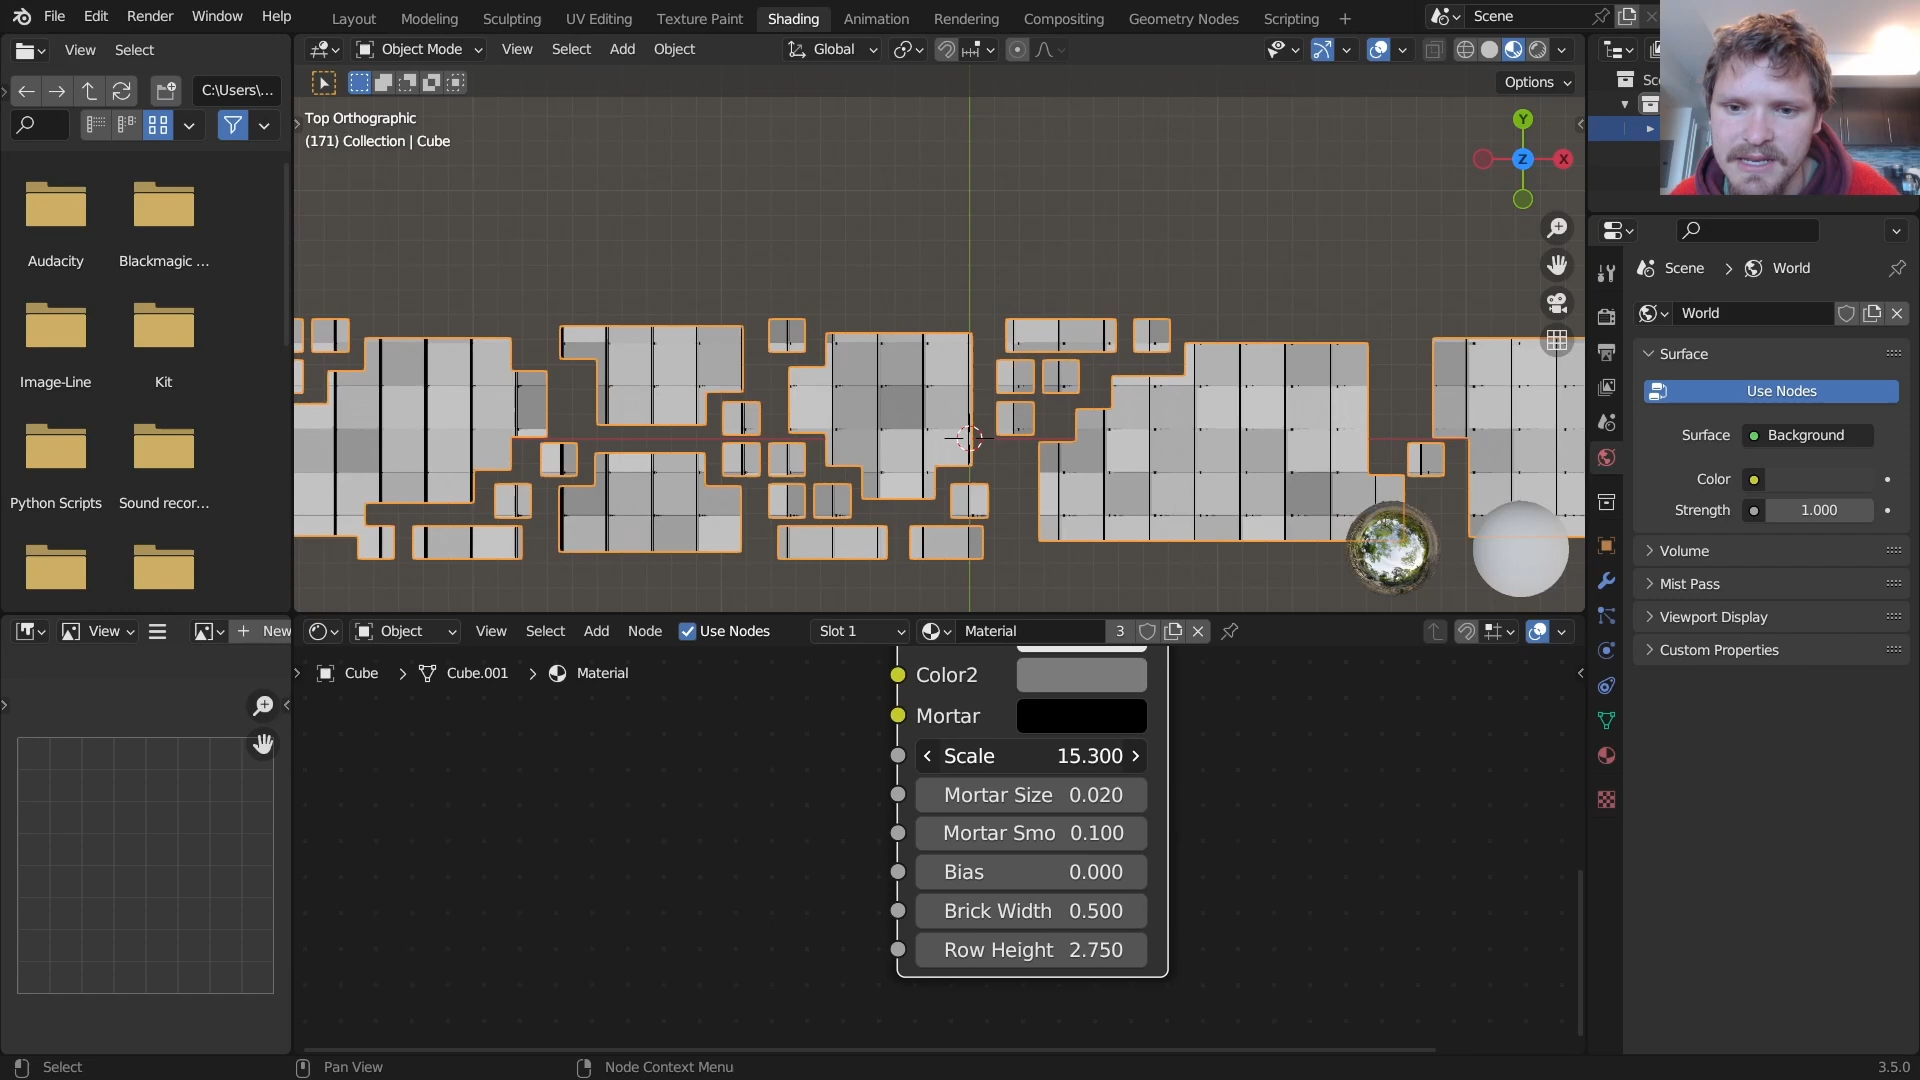 File Edit Render Window Help
Layout Modeling Sculpting UV Editing Texture Paint Shading Animation Rendering Compositing Geometry Nodes Scripting
Scene
View Select
Object Mode View Select Add Object
Global
C:\Users\...
Options
Top Orthographic
(171) Collection | Cube
Y
Z X
Audacity
Blackmagic ...
Image-Line
Kit
Python Scripts
Sound recor...
Scene > World
World
Surface
Use Nodes
Surface Background
Color
Strength 1.000
Volume
Mist Pass
Viewport Display
Custom Properties
View
New
Object View Select Add Node Use Nodes
Slot 1
Material 3
Cube > Cube.001 > Material
Color2
Mortar
Scale 15.300
Mortar Size 0.020
Mortar Smo 0.100
Bias 0.000
Brick Width 0.500
Row Height 2.750
Select
Pan View
Node Context Menu
3.5.0